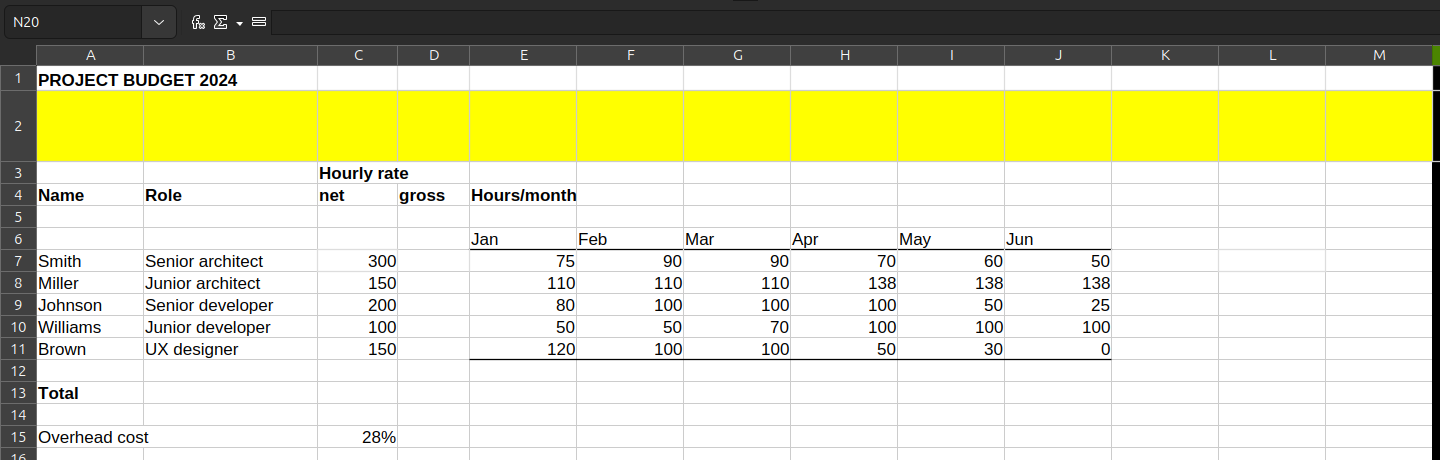 N20
A B C D E F G H I J K L M
1 PROJECT BUDGET 2024
2
3 Hourly rate
4 Name Role net gross Hours/month
5
6 Jan Feb Mar Apr May Jun
7 Smith Senior architect 300 75 90 90 70 60 50
8 Miller Junior architect 150 110 110 110 138 138 138
9 Johnson Senior developer 200 80 100 100 100 50 25
10 Williams Junior developer 100 50 50 70 100 100 100
11 Brown UX designer 150 120 100 100 50 30 0
12
13 Total
14
15 Overhead cost 28%
16